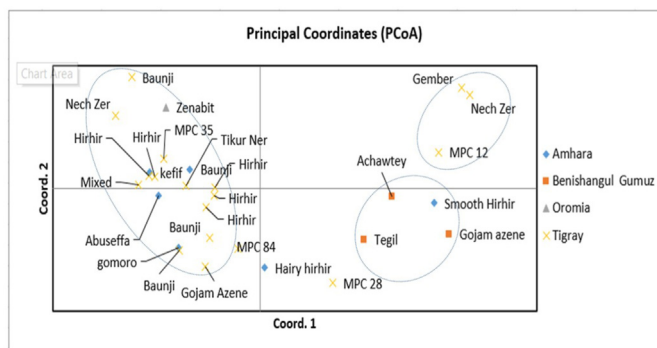 Principal Coordinates (PCoA)
Chart Area
Baunji
Gember
Nech Zer
Nech Zer
Zenabit
Hirhir
Hirhir
MPC 35
Tikur Ner
MPC 12
Amhara
kefif
Baunji
Hirhir
Achawtey
Benishangul Gumuz
Mixed
Hirhir
Smooth Hirhir
Oromia
Hirhir
Tigray
Abuseffa
Baunji
Tegil
Gojam azene
gomoro
MPC 84
Baunji
Gojam Azene
Hairy hirhir
MPC 28
Coord. 2
Coord. 1